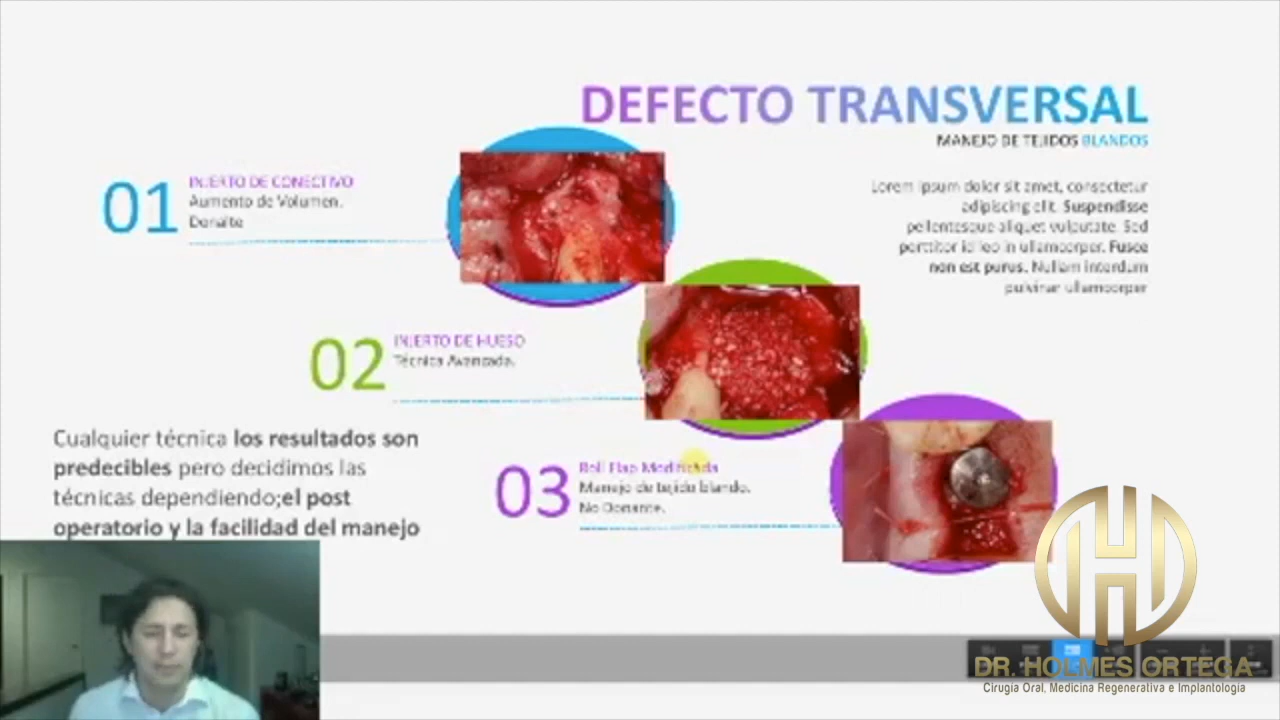 DEFECTO TRANSVERSAL
MANEJO DE TEJIDOS BLANDOS
01
INJERTO DE CONECTIVO
Aumento de Volumen.
Donante
Lorem ipsum dolor sit amet, consectetur
adipiscing elit. Suspendisse
pellentesque aliquet vulputate. Sed
porttitor id leo in ullamcorper. Fusce
non est purus. Nullam interdum
pulvinar ullamcorper
02
INJERTO DE HUESO
Técnica Avanzada.
Cualquier técnica los resultados son
predecibles pero decidimos las
técnicas dependiendo;el post
operatorio y la facilidad del manejo
03
Roll Flap Modificada
Manejo de tejido blando.
No Donante.
DR. HOLMES ORTEGA
Cirugía Oral, Medicina Regenerativa e Implantología